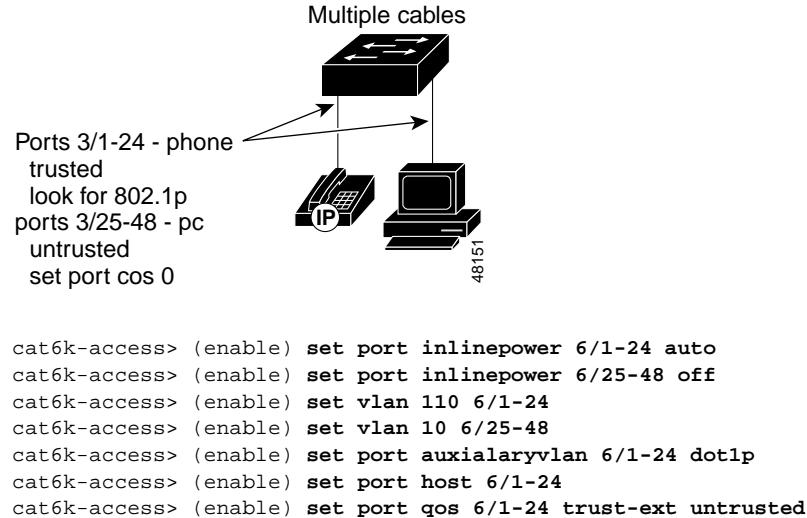 Multiple cables
Ports 3/1-24 - phone
trusted
look for 802.1p
ports 3/25-48 - pc
untrusted
set port cos 0
IP
48151
cat6k-access> (enable) set port inlinepower 6/1-24 auto
cat6k-access> (enable) set port inlinepower 6/25-48 off
cat6k-access> (enable) set vlan 110 6/1-24
cat6k-access> (enable) set vlan 10 6/25-48
cat6k-access> (enable) set port auxialaryvlan 6/1-24 dot1p
cat6k-access> (enable) set port host 6/1-24
cat6k-access> (enable) set port qos 6/1-24 trust-ext untrusted